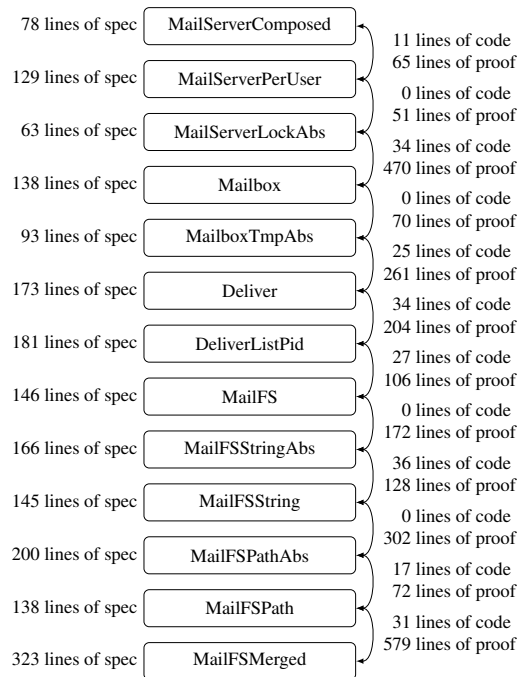 78 lines of spec MailServerComposed
11 lines of code
65 lines of proof
129 lines of spec MailServerPerUser
0 lines of code
51 lines of proof
63 lines of spec MailServerLockAbs
34 lines of code
470 lines of proof
138 lines of spec Mailbox
0 lines of code
70 lines of proof
93 lines of spec MailboxTmpAbs
25 lines of code
261 lines of proof
173 lines of spec Deliver
34 lines of code
204 lines of proof
181 lines of spec DeliverListPid
27 lines of code
106 lines of proof
146 lines of spec MailFS
0 lines of code
172 lines of proof
166 lines of spec MailFSStringAbs
36 lines of code
128 lines of proof
145 lines of spec MailFSString
0 lines of code
302 lines of proof
200 lines of spec MailFSPathAbs
17 lines of code
72 lines of proof
138 lines of spec MailFSPath
31 lines of code
579 lines of proof
323 lines of spec MailFSMerged